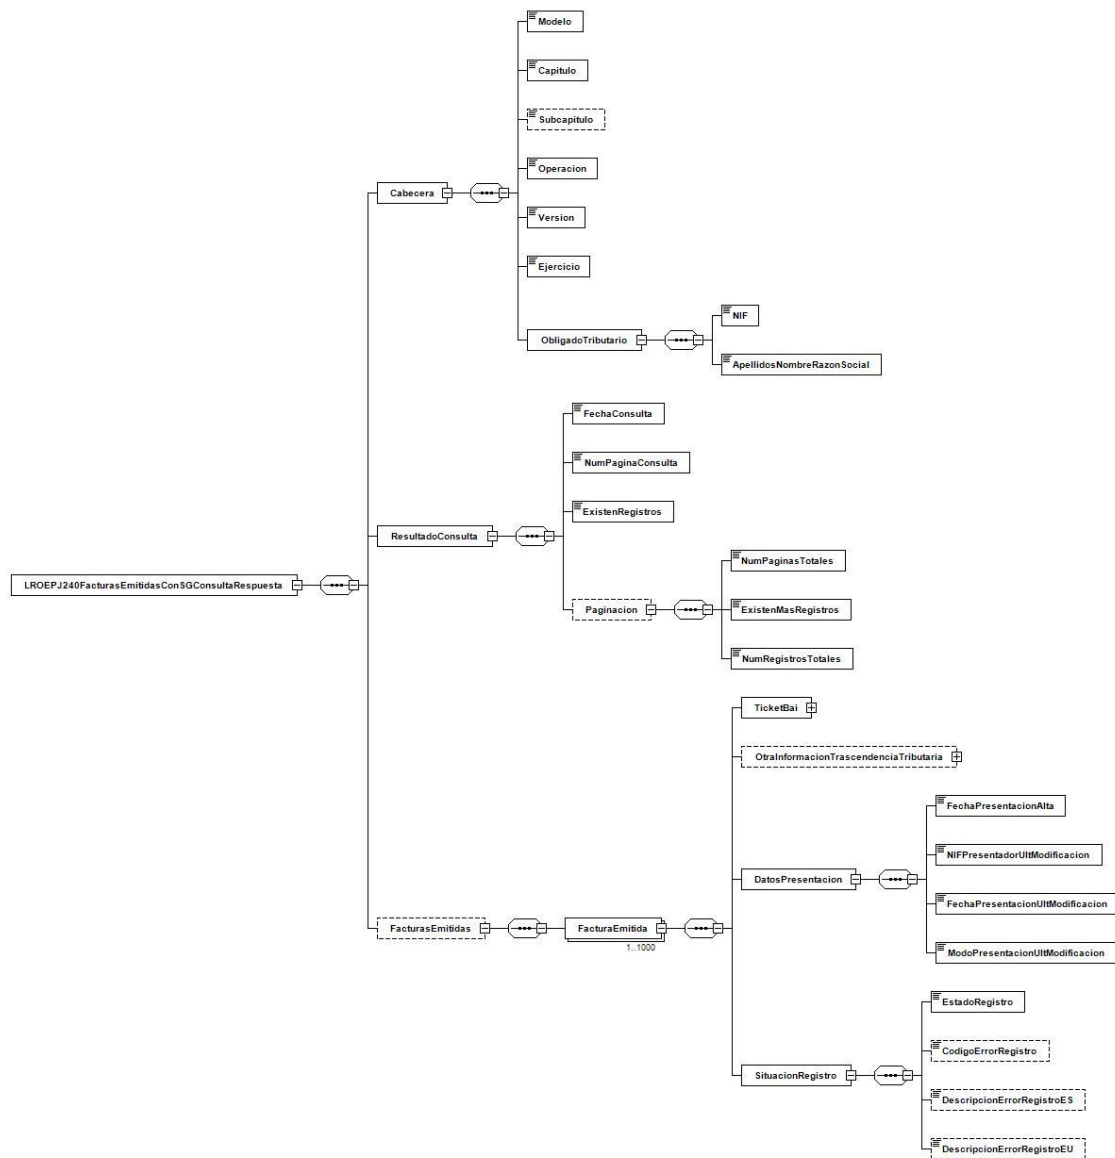 Modelo
Capitulo
Subcapitulo
Operacion
Cabecera
Version
Ejercicio
NIF
ObligadoTributario
ApellidosNombreRazonSocial
FechaConsulta
NumPaginaConsulta
ExistenRegistros
ResultadoConsulta
NumPaginasTotales
LROEPJ240FacturasEmitidasConSGConsultaRespuesta
Paginacion
ExistenMasRegistros
NumRegistrosTotales
TicketBai
OtraInformacionTrascendenciaTributaria
FechaPresentacionAlta
NIFPresentadorUltModificacion
DatosPresentacion
FechaPresentacionUltModificacion
FacturasEmitidas
FacturaEmitida
1..1000
ModoPresentacionUltModificacion
EstadoRegistro
CodigoErrorRegistro
SituacionRegistro
DescripcionErrorRegistroES
DescripcionErrorRegistroEU